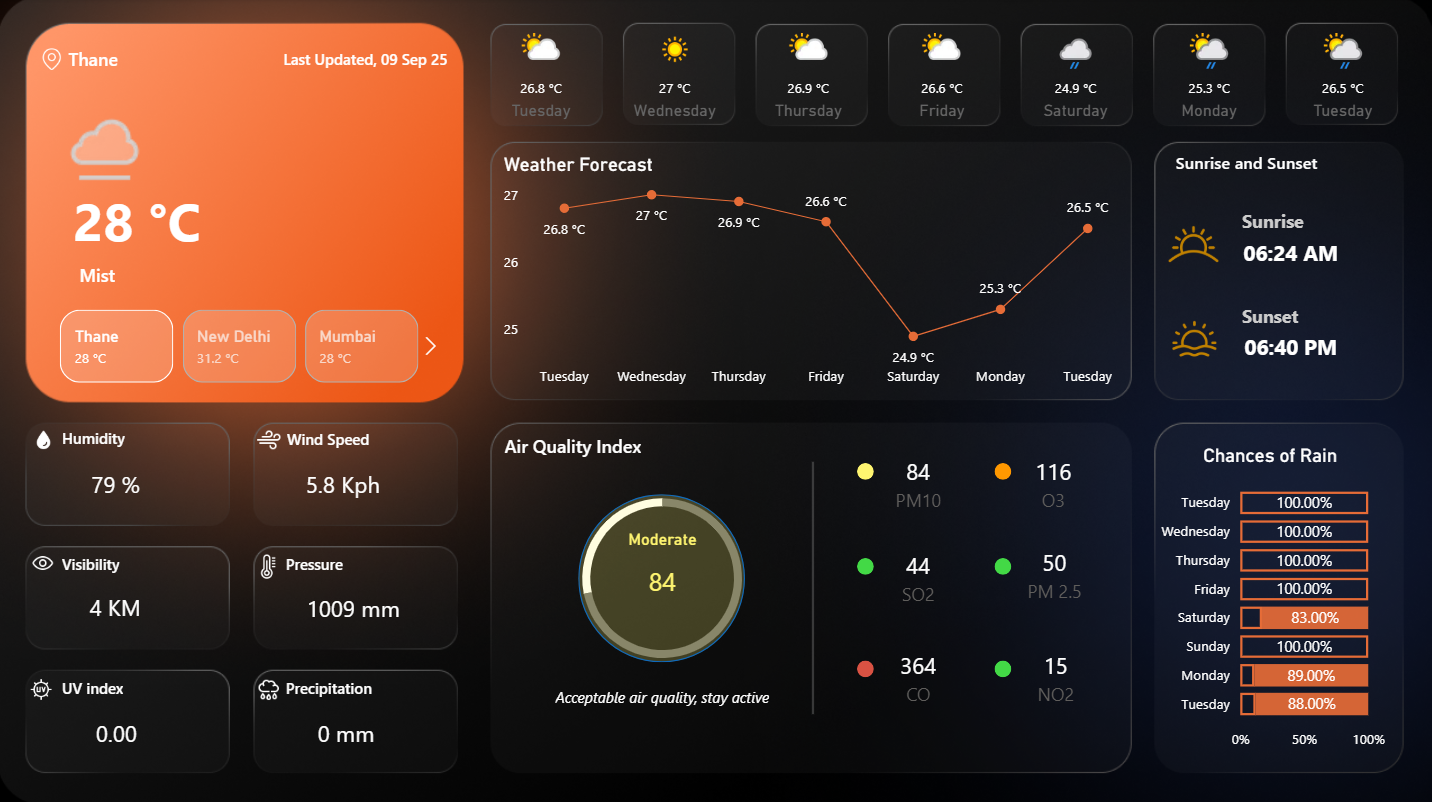 Thane
Last Updated, 09 Sep 25
28 °C
Mist
Thane
28 °C
New Delhi
31.2 °C
Mumbai
28 °C
26.8 °C
Tuesday
27 °C
Wednesday
26.9 °C
Thursday
26.6 °C
Friday
24.9 °C
Saturday
25.3 °C
Monday
26.5 °C
Tuesday
Weather Forecast
27
26
25
26.8 °C
27 °C
26.9 °C
26.6 °C
24.9 °C
25.3 °C
26.5 °C
Tuesday
Wednesday
Thursday
Friday
Saturday
Monday
Tuesday
Sunrise and Sunset
Sunrise
06:24 AM
Sunset
06:40 PM
Humidity
79 %
Wind Speed
5.8 Kph
Visibility
4 KM
Pressure
1009 mm
UV
UV index
0.00
Precipitation
0 mm
Air Quality Index
Moderate
84
Acceptable air quality, stay active
84
PM10
116
O3
44
SO2
50
PM 2.5
364
CO
15
NO2
Chances of Rain
Tuesday 100.00%
Wednesday 100.00%
Thursday 100.00%
Friday 100.00%
Saturday 83.00%
Sunday 100.00%
Monday 89.00%
Tuesday 88.00%
0% 50% 100%